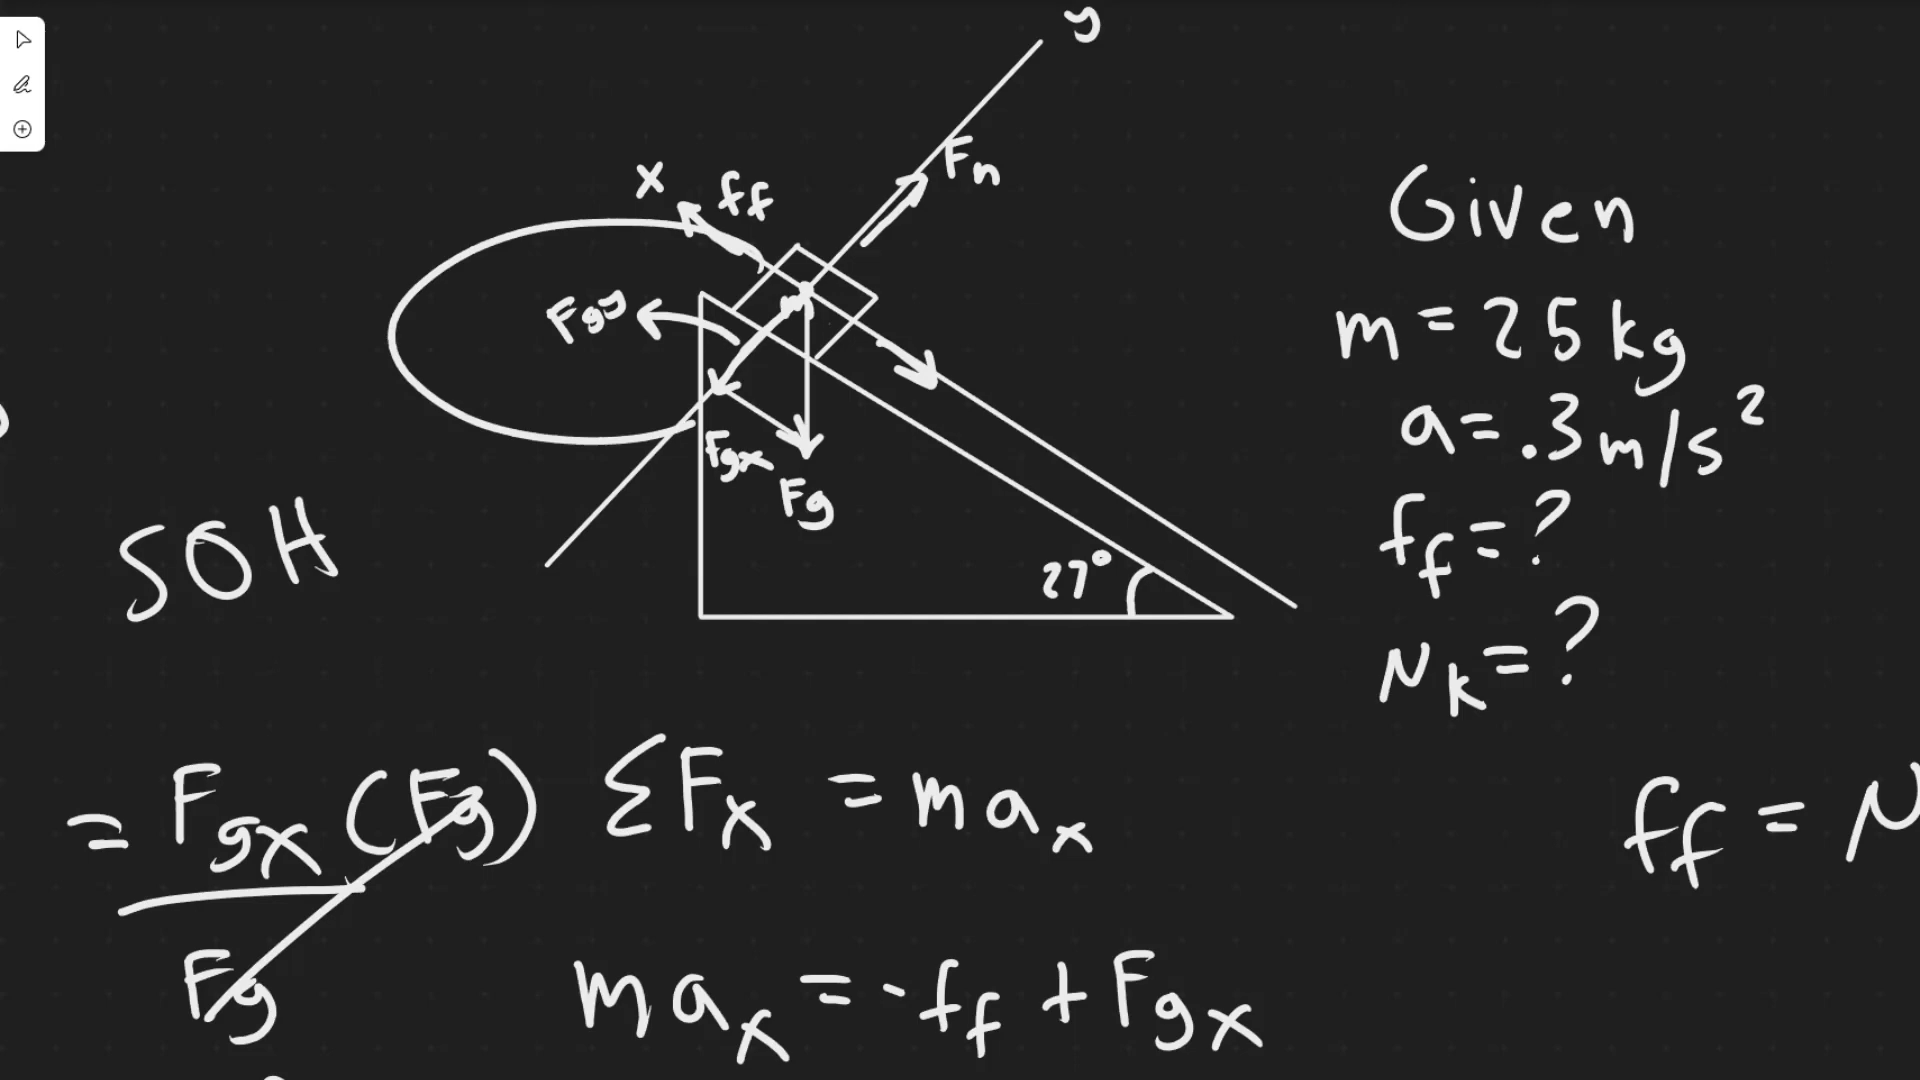 y
Fn
x
ff
Fgy
Fgx
Fg
27°
Given
m = 25 kg
a = .3 m/s²
ff = ?
μk = ?
SOH
= Fgx (Fg)
Fg
ΣFx = max
max = -ff + Fgx
ff = μ